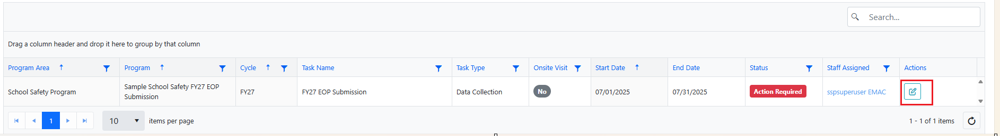 Search...
Drag a column header and drop it here to group by that column
Program Area Program Cycle Task Name Task Type Onsite Visit Start Date End Date Status Staff Assigned Actions
School Safety Program Sample School Safety FY27 EOP Submission FY27 FY27 EOP Submission Data Collection No 07/01/2025 07/31/2025 Action Required sspsuperuser EMAC
1 10 items per page 1 - 1 of 1 items